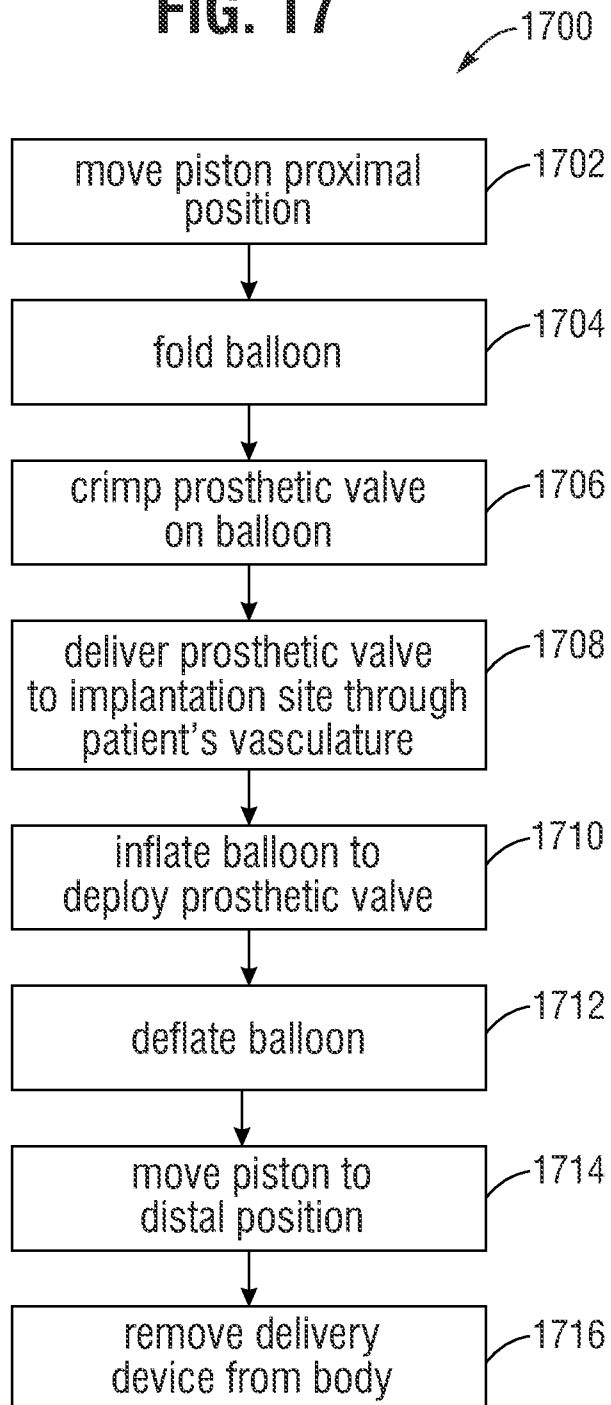 FIG. 17
1700
move piston proximal
position
1702
fold balloon
1704
crimp prosthetic valve
on balloon
1706
deliver prosthetic valve
to implantation site through
patient's vasculature
1708
inflate balloon to
deploy prosthetic valve
1710
deflate balloon
1712
move piston to
distal position
1714
remove delivery
device from body
1716